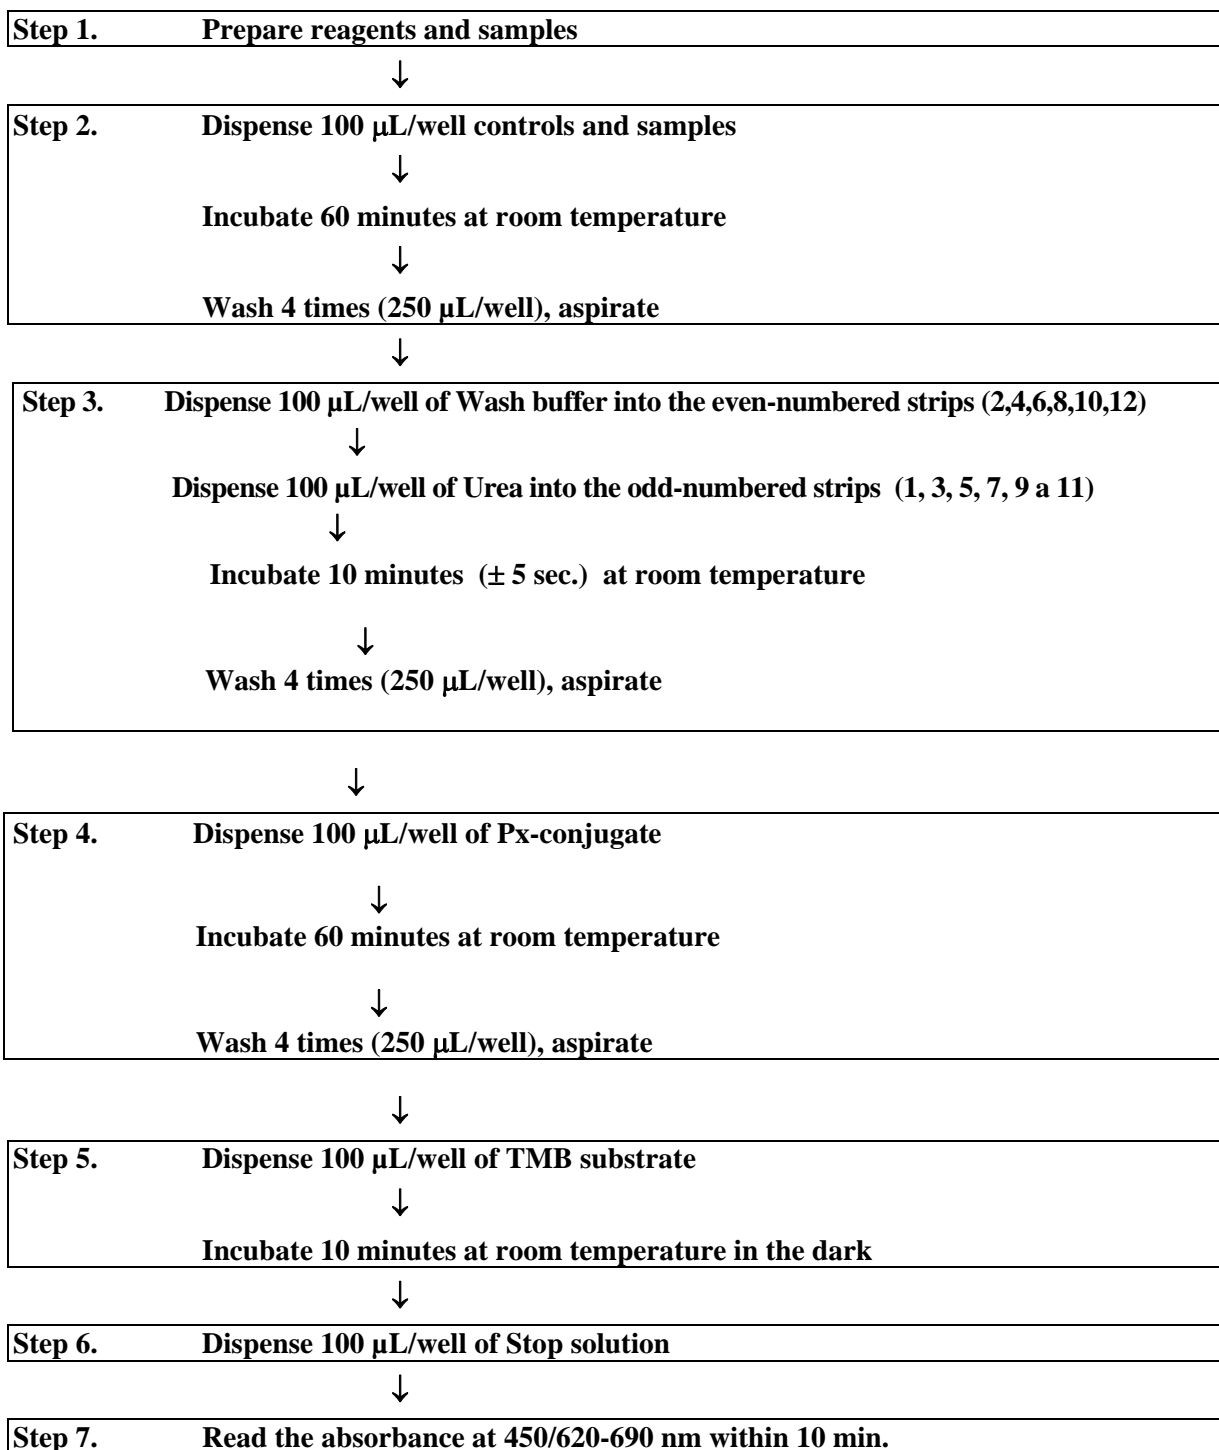 Step 1. Prepare reagents and samples
↓
Step 2. Dispense 100 μL/well controls and samples
↓
Incubate 60 minutes at room temperature
↓
Wash 4 times (250 µL/well), aspirate
↓
Step 3. Dispense 100 µL/well of Wash buffer into the even-numbered strips (2,4,6,8,10,12)
↓
Dispense 100 µL/well of Urea into the odd-numbered strips (1, 3, 5, 7, 9 a 11)
↓
Incubate 10 minutes (± 5 sec.) at room temperature
↓
Wash 4 times (250 μL/well), aspirate
↓
Step 4. Dispense 100 μL/well of Px-conjugate
↓
Incubate 60 minutes at room temperature
↓
Wash 4 times (250 μL/well), aspirate
↓
Step 5. Dispense 100 µL/well of TMB substrate
↓
Incubate 10 minutes at room temperature in the dark
↓
Step 6. Dispense 100 µL/well of Stop solution
↓
Step 7. Read the absorbance at 450/620-690 nm within 10 min.